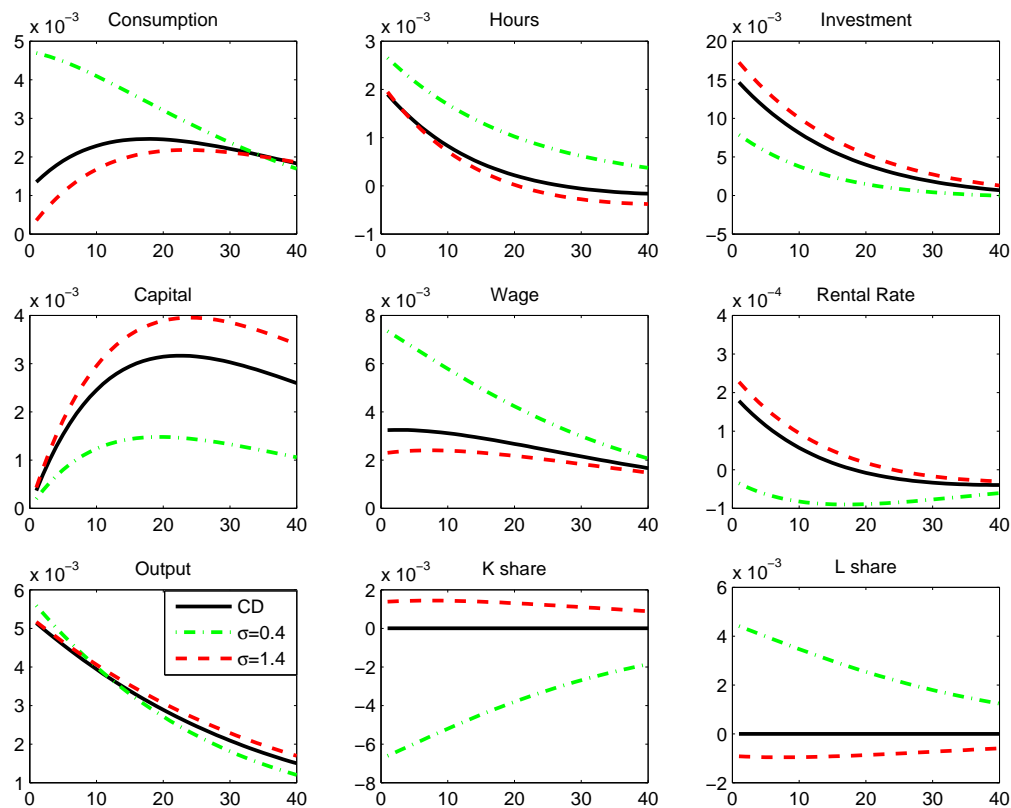 x 10⁻³ Consumption
5
4
3
2
1
0
0 10 20 30 40
x 10⁻³ Hours
3
2
1
0
−1
0 10 20 30 40
x 10⁻³ Investment
20
15
10
5
0
−5
0 10 20 30 40
x 10⁻³ Capital
4
3
2
1
0
0 10 20 30 40
x 10⁻³ Wage
8
6
4
2
0
0 10 20 30 40
x 10⁻⁴ Rental Rate
4
3
2
1
0
−1
0 10 20 30 40
x 10⁻³ Output
6
5
4
3
2
1
0 10 20 30 40
CD
σ=0.4
σ=1.4
x 10⁻³ K share
2
0
−2
−4
−6
−8
0 10 20 30 40
x 10⁻³ L share
6
4
2
0
−2
0 10 20 30 40